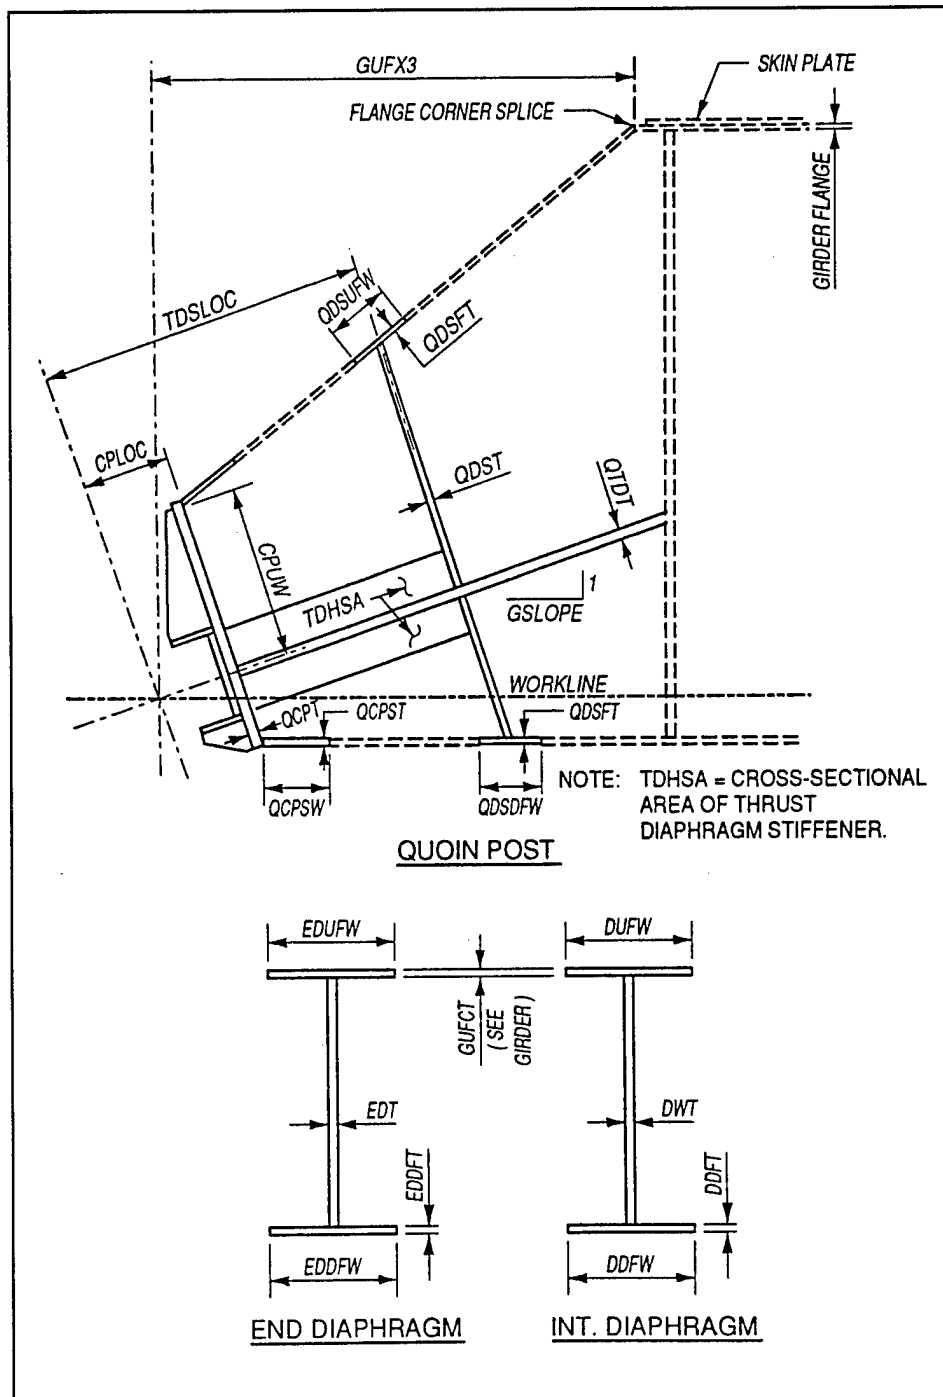 GUFX3
SKIN PLATE
FLANGE CORNER SPLICE
GIRDER FLANGE
TDSLOC
QDSUFW
QDSFT
CPLOC
QDST
QTDT
CPUW
TDHSA
1
GSLOPE
WORKLINE
QCPT
QCPST
QDSFT
QCPSW
QDSDFW
NOTE: TDHSA = CROSS-SECTIONAL
AREA OF THRUST
DIAPHRAGM STIFFENER.
QUOIN POST
EDUFW
DUFW
GUFCT
( SEE
GIRDER )
EDT
DWT
EDDFT
DDFT
EDDFW
DDFW
END DIAPHRAGM
INT. DIAPHRAGM